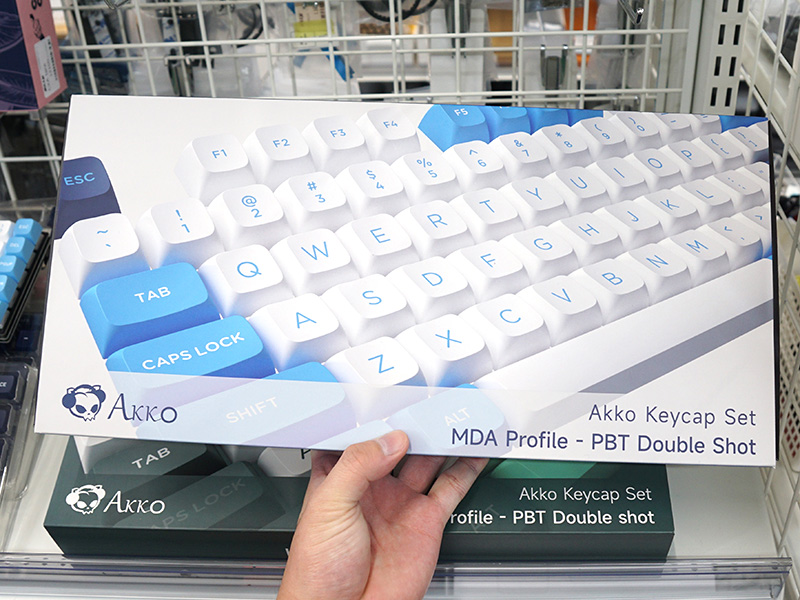 F5
F1 F2 F3 F4
ESC
~ ` ! 1 @ 2 # 3 $ 4 % 5 ^ 6 & 7 * 8 ( 9 ) 0
TAB Q W E R T Y U I O P
CAPS LOCK A S D F G H J K L
SHIFT Z X C V B N M
ALT
AKKO
Akko Keycap Set
MDA Profile - PBT Double Shot
TAB
CAPS LOCK
AKKO
Akko Keycap Set
rofile - PBT Double shot